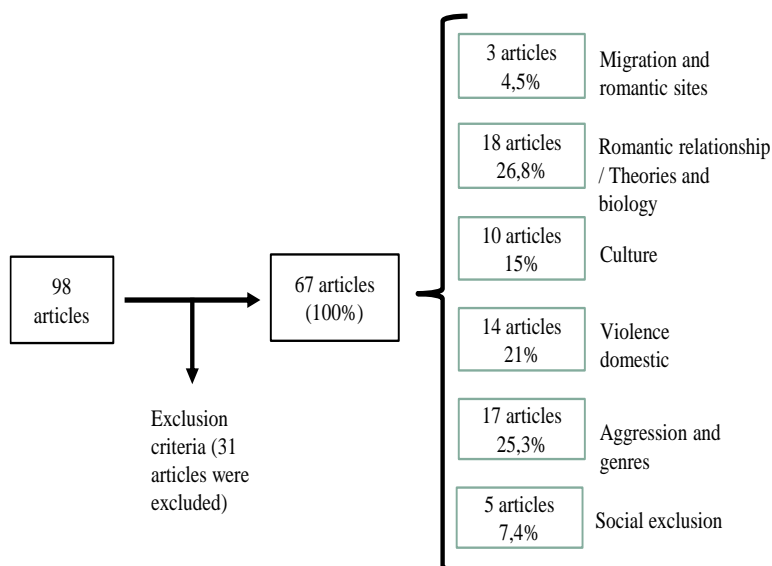 98
articles
Exclusion
criteria (31
articles were
excluded)
67 articles
(100%)
3 articles
4,5%
Migration and
romantic sites
18 articles
26,8%
Romantic relationship
/ Theories and
biology
10 articles
15%
Culture
14 articles
21%
Violence
domestic
17 articles
25,3%
Aggression and
genres
5 articles
7,4%
Social exclusion